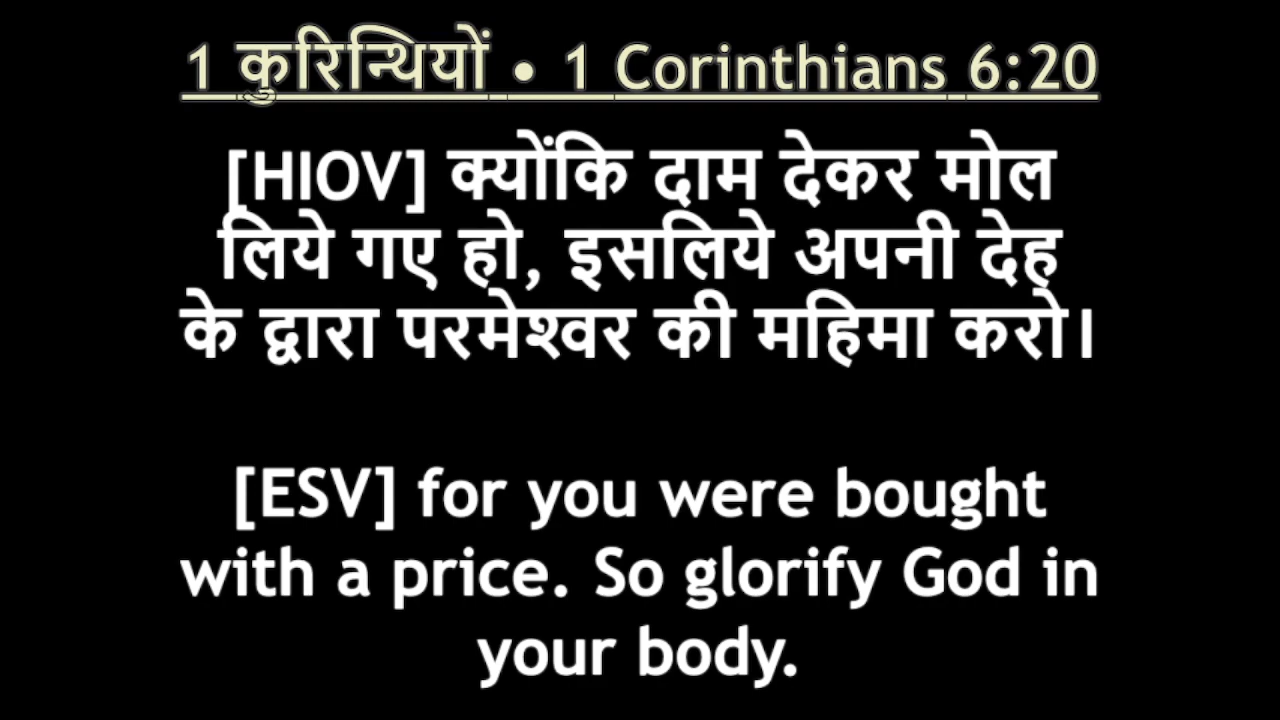 1 कुरिन्थियों • 1 Corinthians 6:20
[HIOV] क्योंकि दाम देकर मोल
लिये गए हो, इसलिये अपनी देह
के द्वारा परमेश्वर की महिमा करो।
[ESV] for you were bought
with a price. So glorify God in
your body.